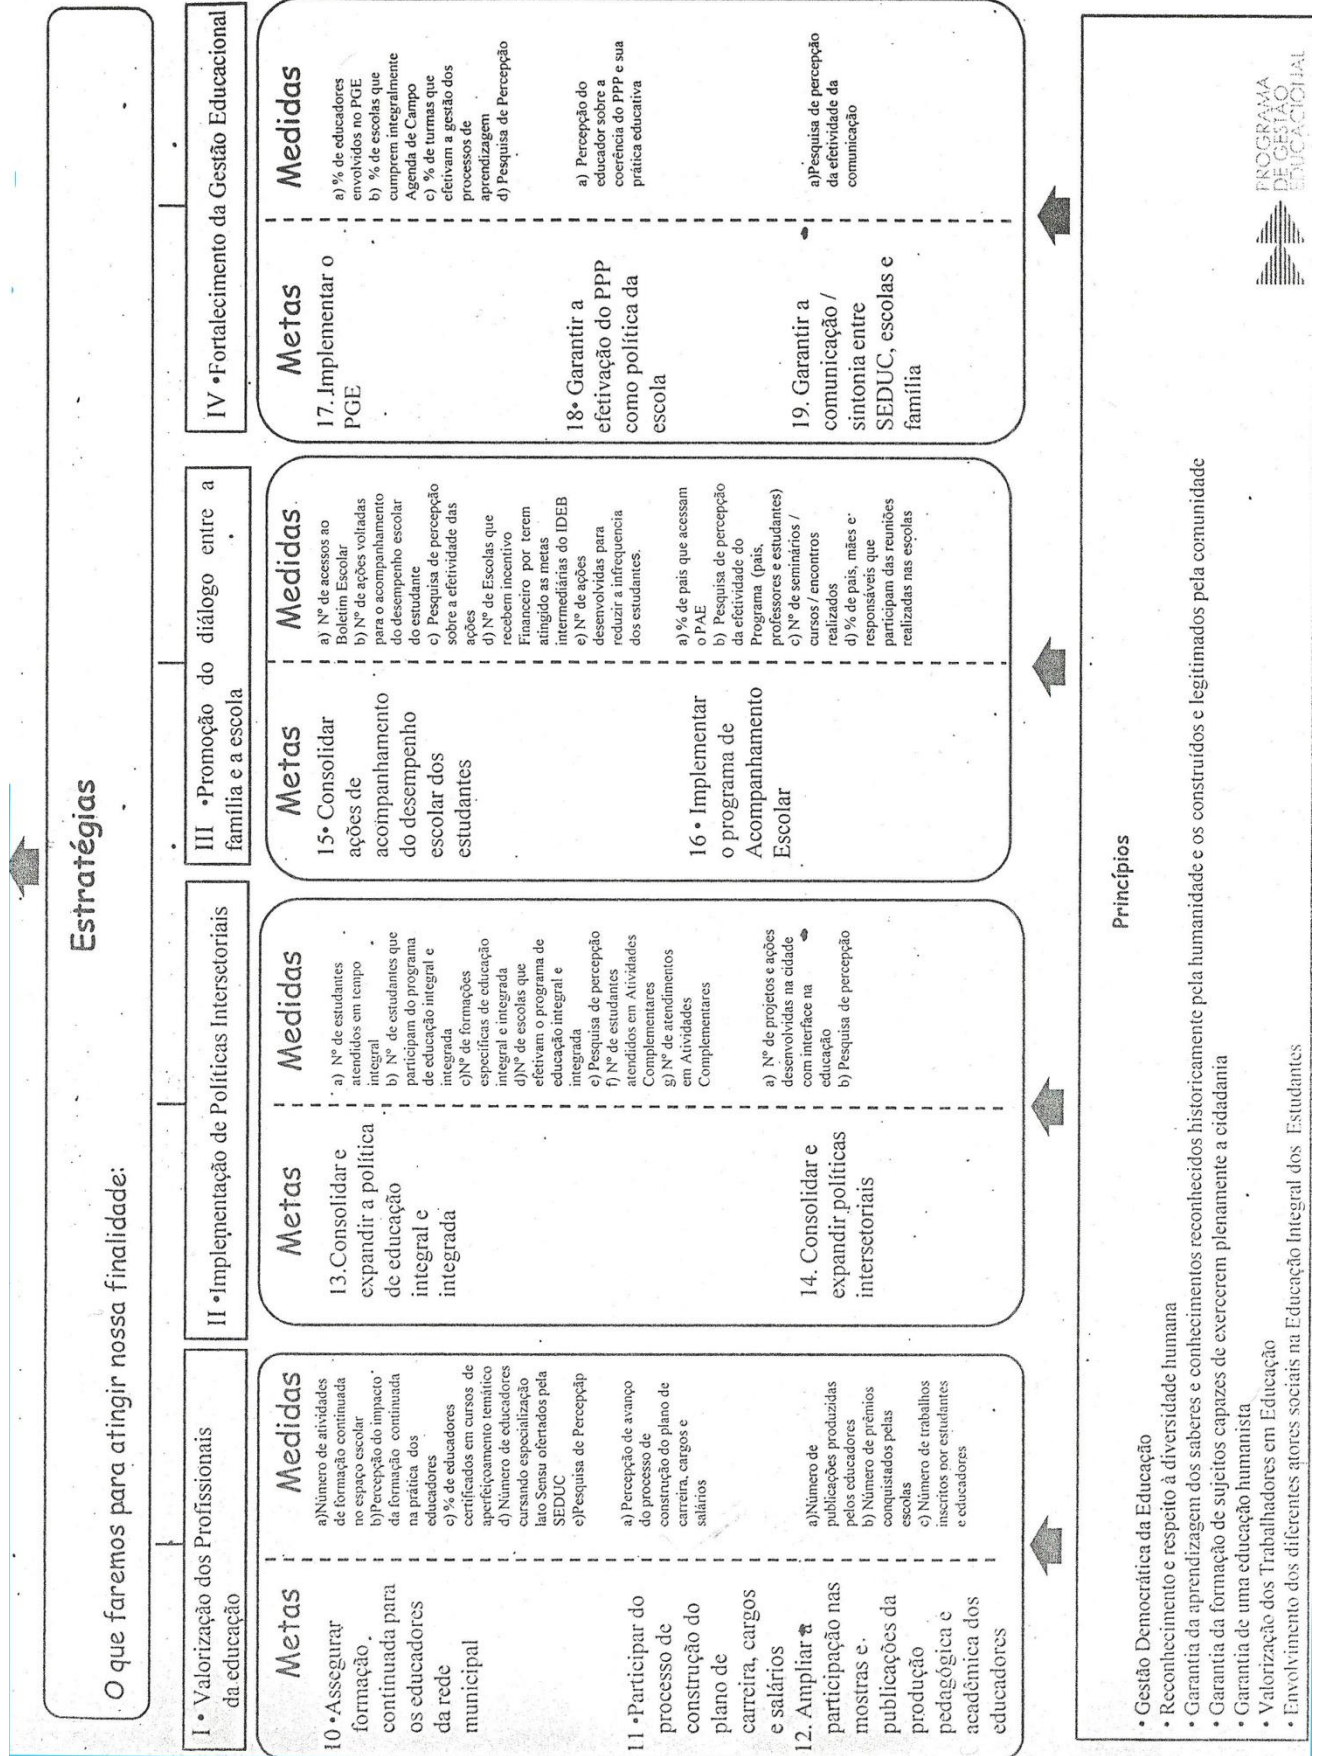 Estratégias
O que faremos para atingir nossa finalidade:
I • Valorização dos Profissionais
da educação
Metas
10 •Assegurar
formação
continuada para
os educadores
da rede
municipal
11 •Participar do
processo de
construção do
plano de
carreira, cargos
e salários
12. Ampliar a
participação nas
mostras e
publicações da
produção
pedagógica e
acadêmica dos
educadores
Medidas
a)Número de atividades
de formação continuada
no espaço escolar
b)Percepção do impacto
da formação continuada
na prática dos
educadores
c) % de educadores
certificados em cursos de
aperfeiçoamento temático
d) Número de educadores
cursando especialização
lato Sensu ofertados pela
SEDUC
e)Pesquisa de Percepção
a) Percepção de avanço
do processo de
construção do plano de
carreira, cargos e
salários
a)Número de
publicações produzidas
pelos educadores
b) Número de prêmios
conquistados pelas
escolas
c) Número de trabalhos
inscritos por estudantes
e educadores
II •Implementação de Políticas Intersetoriais
Metas
13.Consolidar e
expandir a política
de educação
integral e
integrada
14. Consolidar e
expandir políticas
intersetoriais
Medidas
a) Nº de estudantes
atendidos em tempo
integral
b) Nº de estudantes que
participam do programa
de educação integral e
integrada
c)Nº de formações
específicas de educação
integral e integrada
d)Nº de escolas que
efetivam o programa de
educação integral e
integrada
e) Pesquisa de percepção
f) Nº de estudantes
atendidos em Atividades
Complementares
g) Nº de atendimentos
em Atividades
Complementares
a) Nº de projetos e ações
desenvolvidas na cidade
com interface na
educação
b) Pesquisa de percepção
III •Promoção do diálogo entre a
família e a escola
Metas
15• Consolidar
ações de
acompanhamento
do desempenho
escolar dos
estudantes
16 • Implementar
o programa de
Acompanhamento
Escolar
Medidas
a) Nº de acessos ao
Boletim Escolar
b) Nº de ações voltadas
para o acompanhamento
do desempenho escolar
do estudante
c) Pesquisa de percepção
sobre a efetividade das
ações
d) Nº de Escolas que
recebem incentivo
Financeiro por terem
atingido as metas
intermediárias do IDEB
e) Nº de ações
desenvolvidas para
reduzir a infrequencia
dos estudantes.
a) % de pais que acessam
o PAE
b) Pesquisa de percepção
da efetividade do
Programa (pais,
professores e estudantes)
c) Nº de seminários /
cursos / encontros
realizados
d) % de pais, mães e
responsáveis que
participam das reuniões
realizadas nas escolas
IV •Fortalecimento da Gestão Educacional
Metas
17.Implementar o
PGE
18• Garantir a
efetivação do PPP
como política da
escola
19. Garantir a
comunicação /
sintonia entre
SEDUC, escolas e
família
Medidas
a) % de educadores
envolvidos no PGE
b) % de escolas que
cumprem integralmente
Agenda de Campo
c) % de turmas que
efetivam a gestão dos
processos de
aprendizagem
d) Pesquisa de Percepção
a) Percepção do
educador sobre a
coerência do PPP e sua
prática educativa
a)Pesquisa de percepção
da efetividade da
comunicação
Princípios
• Gestão Democrática da Educação
• Reconhecimento e respeito à diversidade humana
• Garantia da aprendizagem dos saberes e conhecimentos reconhecidos historicamente pela humanidade e os construídos e legitimados pela comunidade
• Garantia da formação de sujeitos capazes de exercerem plenamente a cidadania
• Garantia de uma educação humanista
• Valorização dos Trabalhadores em Educação
• Envolvimento dos diferentes atores sociais na Educação Integral dos Estudantes
PROGRAMA
DE GESTÃO
EDUCACIONAL